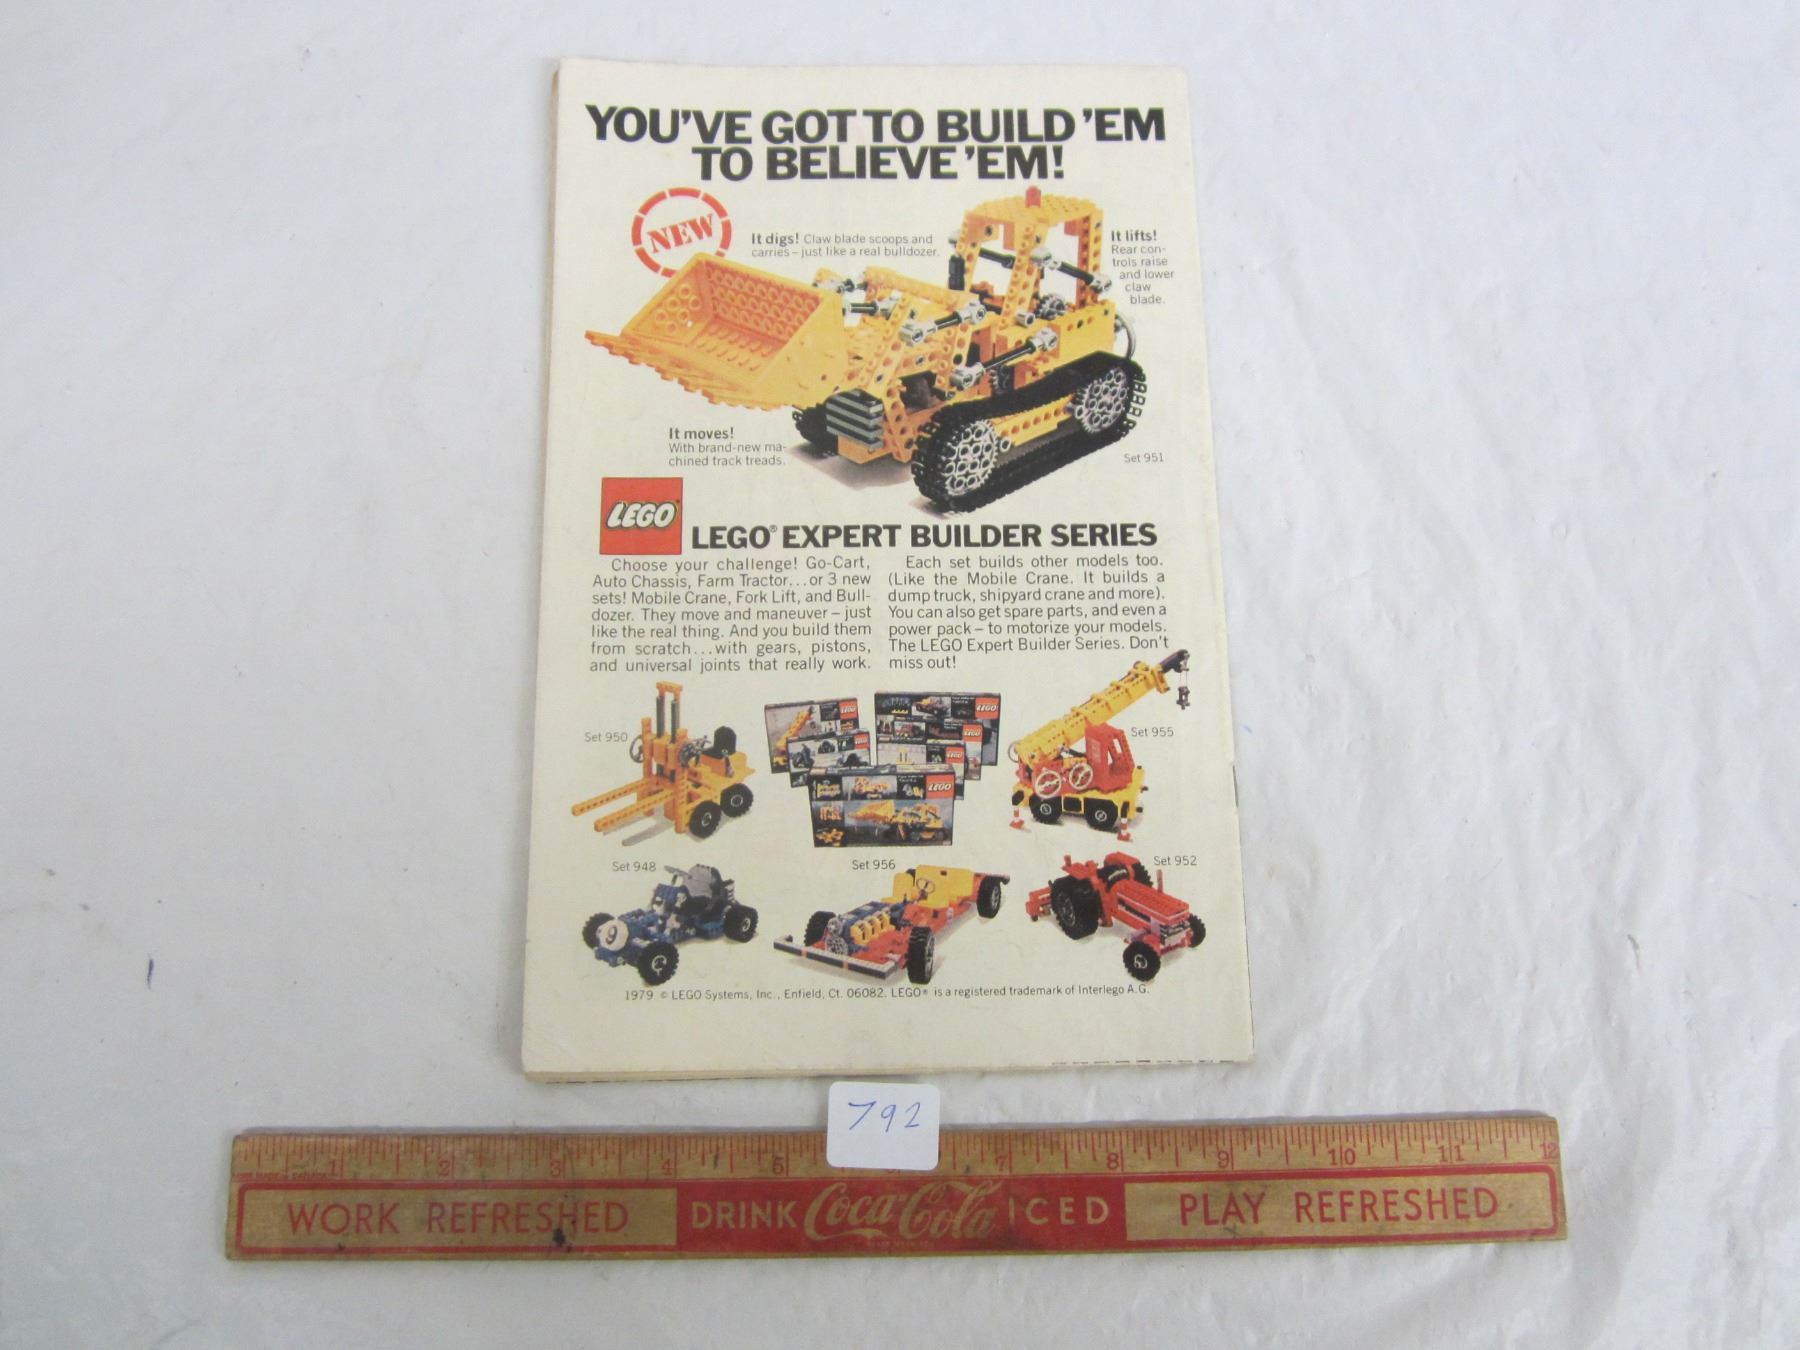 YOU'VE GOT TO BUILD 'EM
TO BELIEVE 'EM!
NEW
It digs! Claw blade scoops and
carries – just like a real bulldozer.
It lifts!
Rear con-
trols raise
and lower
claw
blade.
It moves!
With brand-new ma-
chined track treads.
Set 951
LEGO®
LEGO® EXPERT BUILDER SERIES
Choose your challenge! Go-Cart,
Auto Chassis, Farm Tractor...or 3 new
sets! Mobile Crane, Fork Lift, and Bull-
dozer. They move and maneuver – just
like the real thing. And you build them
from scratch...with gears, pistons,
and universal joints that really work.
Each set builds other models too.
(Like the Mobile Crane. It builds a
dump truck, shipyard crane and more).
You can also get spare parts, and even a
power pack – to motorize your models.
The LEGO Expert Builder Series. Don't
miss out!
Set 950
LEGO
LEGO
LEGO
LEGO
LEGO
LEGO
Set 955
Set 948
Set 956
Set 952
9
1979 © LEGO Systems, Inc., Enfield, Ct. 06082. LEGO® is a registered trademark of Interlego A.G.
792
1 2 3 4 5 7 8 9 10 11 12
WORK REFRESHED DRINK Coca-Cola ICED PLAY REFRESHED